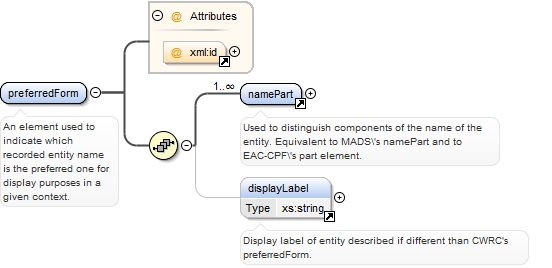 Attributes
@ xml:id
preferredForm
An element used to
indicate which
recorded entity name
is the preferred one for
display purposes in a
given context.
1..∞
namePart
Used to distinguish components of the name of the
entity. Equivalent to MADS\'s namePart and to
EAC-CPF\'s part element.
displayLabel
Type xs:string
Display label of entity described if different than CWRC's
preferredForm.